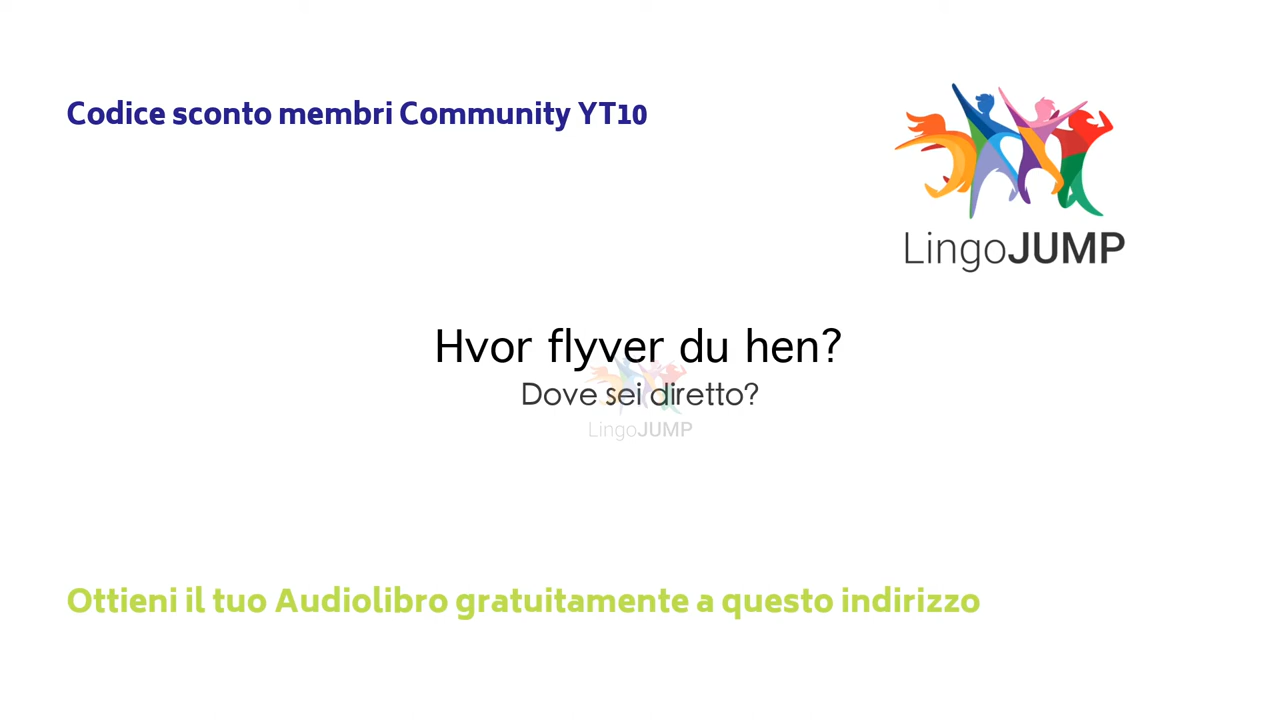 Codice sconto membri Community YT10
LingoJUMP
Hvor flyver du hen?
Dove sei diretto?
LingoJUMP
Ottieni il tuo Audiolibro gratuitamente a questo indirizzo